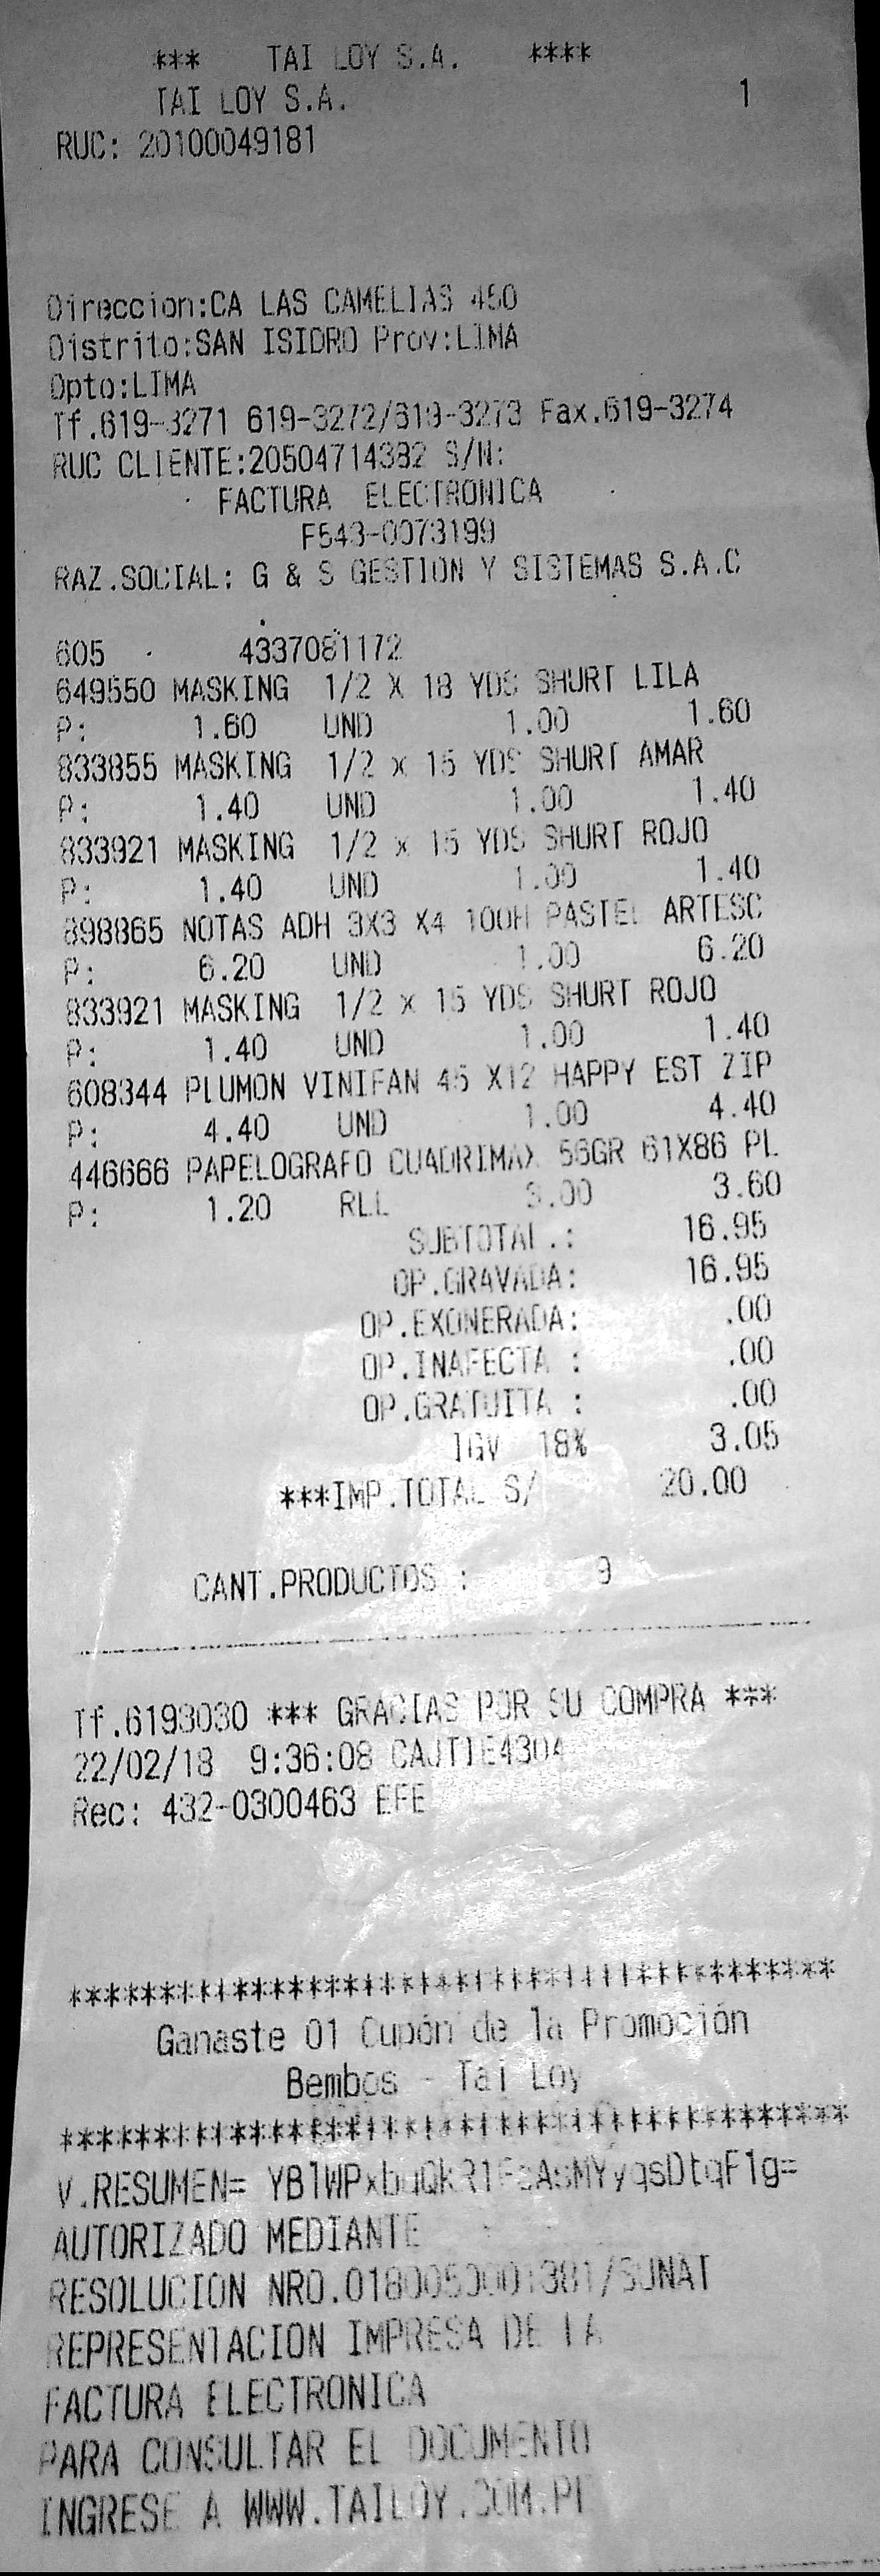 *** TAI LOY S.A. ****
TAI LOY S.A. 1
RUC: 20100049181
Direccion:CA LAS CAMELIAS 450
Distrito:SAN ISIDRO Prov:LIMA
Dpto:LIMA
Tf.619-3271 619-3272/619-3273 Fax.619-3274
RUC CLIENTE:20504714382 S/N:
FACTURA ELECTRONICA
F543-0073199
RAZ.SOCIAL: G & S GESTION Y SISTEMAS S.A.C
605 4337081172
649550 MASKING 1/2 X 18 YDS SHURT LILA
P: 1.60 UND 1.00 1.60
833855 MASKING 1/2 x 15 YDS SHURT AMAR
P: 1.40 UND 1.00 1.40
833921 MASKING 1/2 x 15 YDS SHURT ROJO
P: 1.40 UND 1.00 1.40
898865 NOTAS ADH 3X3 X4 100H PASTEL ARTESC
P: 6.20 UND 1.00 6.20
833921 MASKING 1/2 x 15 YDS SHURT ROJO
P: 1.40 UND 1.00 1.40
608344 PLUMON VINIFAN 45 X12 HAPPY EST ZIP
P: 4.40 UND 1.00 4.40
446666 PAPELOGRAFO CUADRIMAX 56GR 61X86 PL
P: 1.20 RLL 3.00 3.60
SUBTOTAL.: 16.95
OP.GRAVADA: 16.95
OP.EXONERADA: .00
OP.INAFECTA : .00
OP.GRATUITA : .00
IGV 18% 3.05
***IMP.TOTAL S/ 20.00
CANT.PRODUCTOS : 9
Tf.6193030 *** GRACIAS POR SU COMPRA ***
22/02/18 9:36:08 CAJTIE4304
Rec: 432-0300463 EFE
******************************************
Ganaste 01 Cupón de la Promoción
Bembos - Tai Loy
******************************************
V.RESUMEN=
AUTORIZADO MEDIANTE
RESOLUCION /SUNAT
REPRESENTACION IMPRESA DE LA
FACTURA ELECTRONICA
PARA CONSULTAR EL DOCUMENTO
INGRESE A WWW.TAILOY.COM.PE